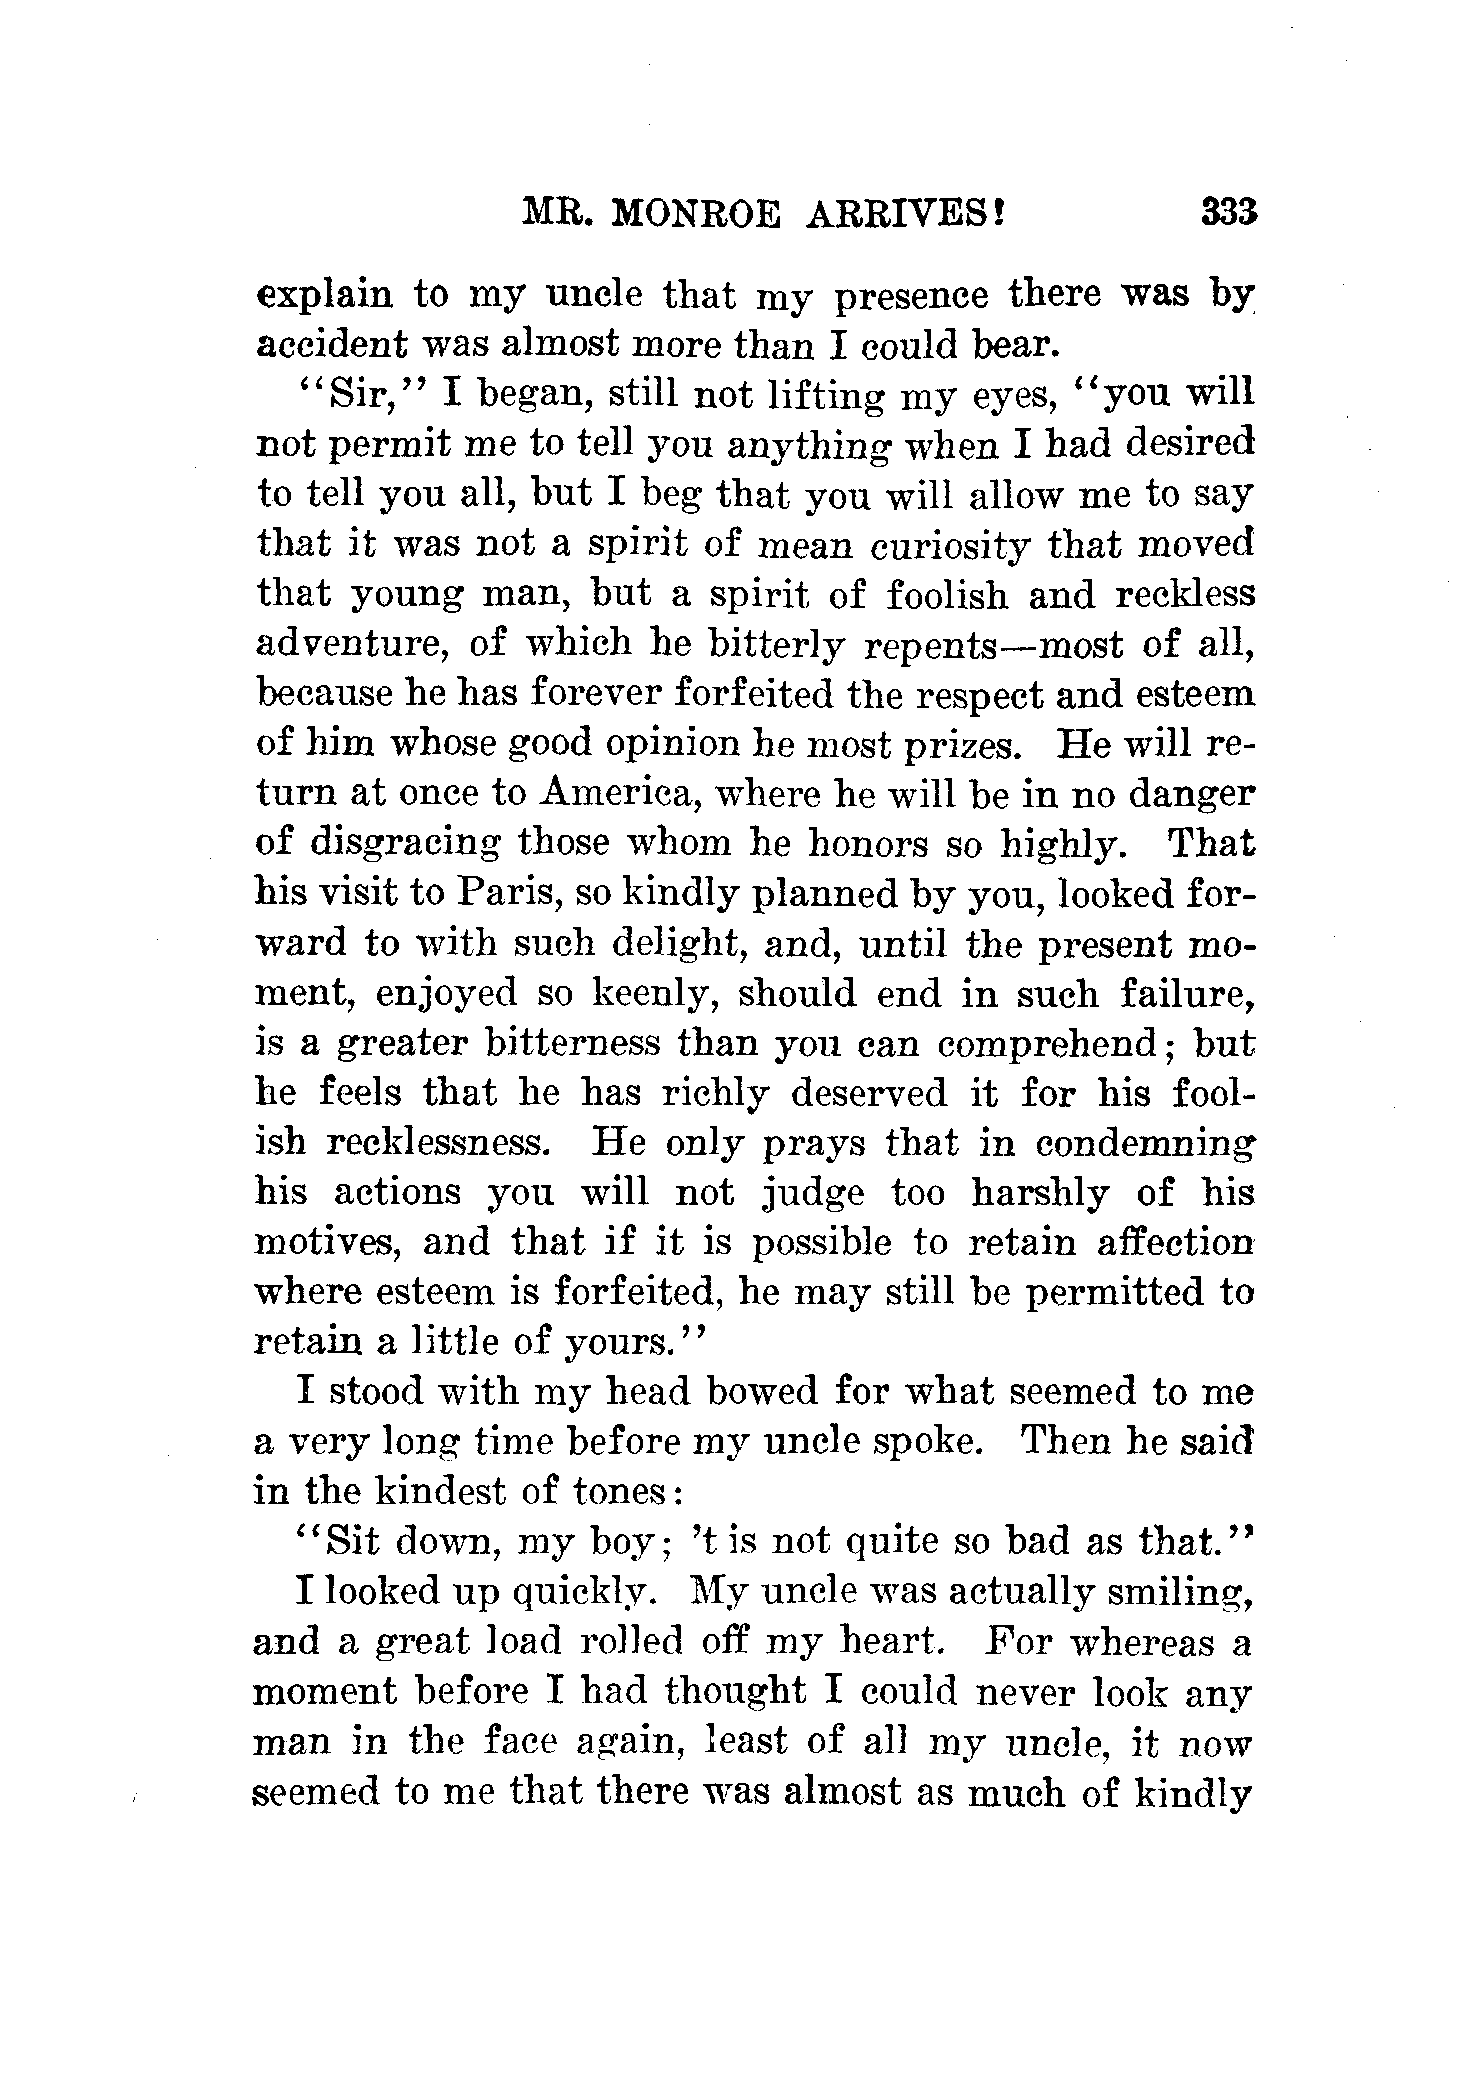 MR. MONROE ARRIVES! 333
explain to my uncle that my presence there was by
accident was almost more than I could bear.
"Sir," I began, still not lifting my eyes, "you will
not permit me to tell you anything when I had desired
to tell you all, but I beg that you will allow me to say
that it was not a spirit of mean curiosity that moved
that young man, but a spirit of foolish and reckless
adventure, of which he bitterly repents—most of all,
because he has forever forfeited the respect and esteem
of him whose good opinion he most prizes. He will re-
turn at once to America, where he will be in no danger
of disgracing those whom he honors so highly. That
his visit to Paris, so kindly planned by you, looked for-
ward to with such delight, and, until the present mo-
ment, enjoyed so keenly, should end in such failure,
is a greater bitterness than you can comprehend; but
he feels that he has richly deserved it for his fool-
ish recklessness. He only prays that in condemning
his actions you will not judge too harshly of his
motives, and that if it is possible to retain affection
where esteem is forfeited, he may still be permitted to
retain a little of yours."
I stood with my head bowed for what seemed to me
a very long time before my uncle spoke. Then he said
in the kindest of tones:
"Sit down, my boy; 't is not quite so bad as that."
I looked up quickly. My uncle was actually smiling,
and a great load rolled off my heart. For whereas a
moment before I had thought I could never look any
man in the face again, least of all my uncle, it now
seemed to me that there was almost as much of kindly